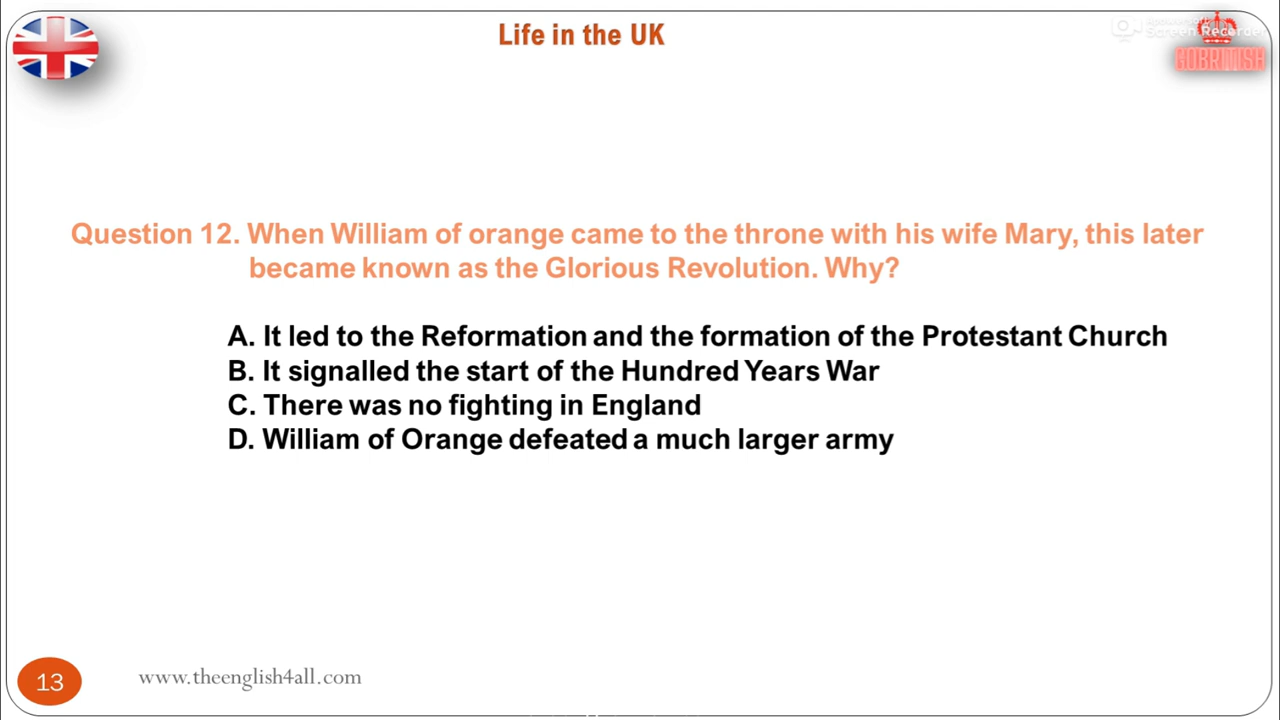 Life in the UK
Screen Recorder
GOBRITISH
Question 12. When William of orange came to the throne with his wife Mary, this later
became known as the Glorious Revolution. Why?
A. It led to the Reformation and the formation of the Protestant Church
B. It signalled the start of the Hundred Years War
C. There was no fighting in England
D. William of Orange defeated a much larger army
13
www.theenglish4all.com